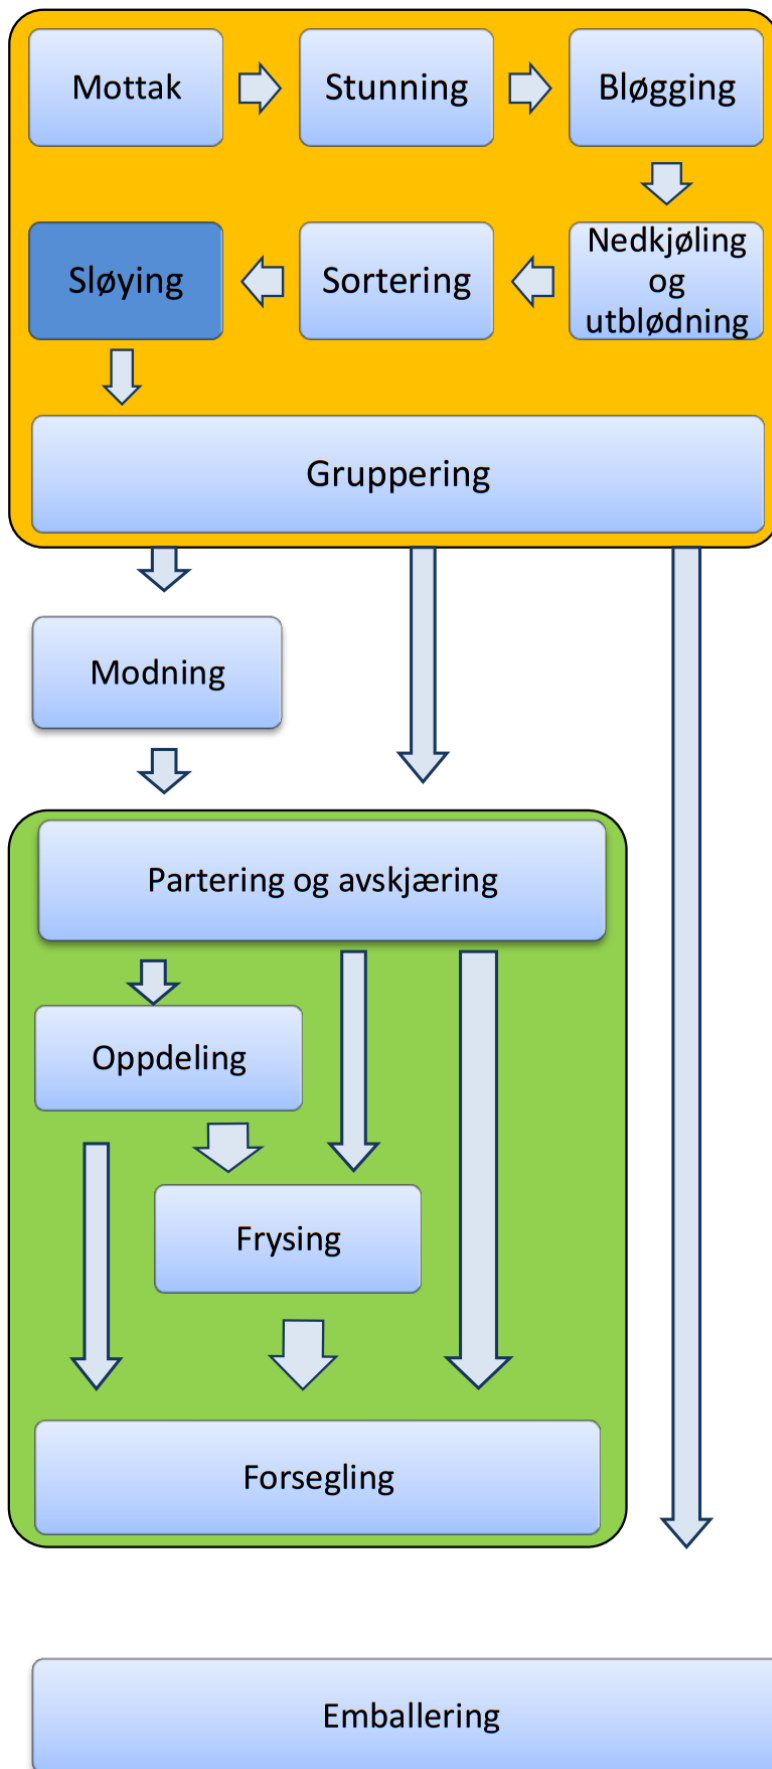 Mottak
Stunning
Bløgging
Nedkjøling
og
utblødning
Sortering
Sløying
Gruppering
Modning
Partering og avskjæring
Oppdeling
Frysing
Forsegling
Emballering